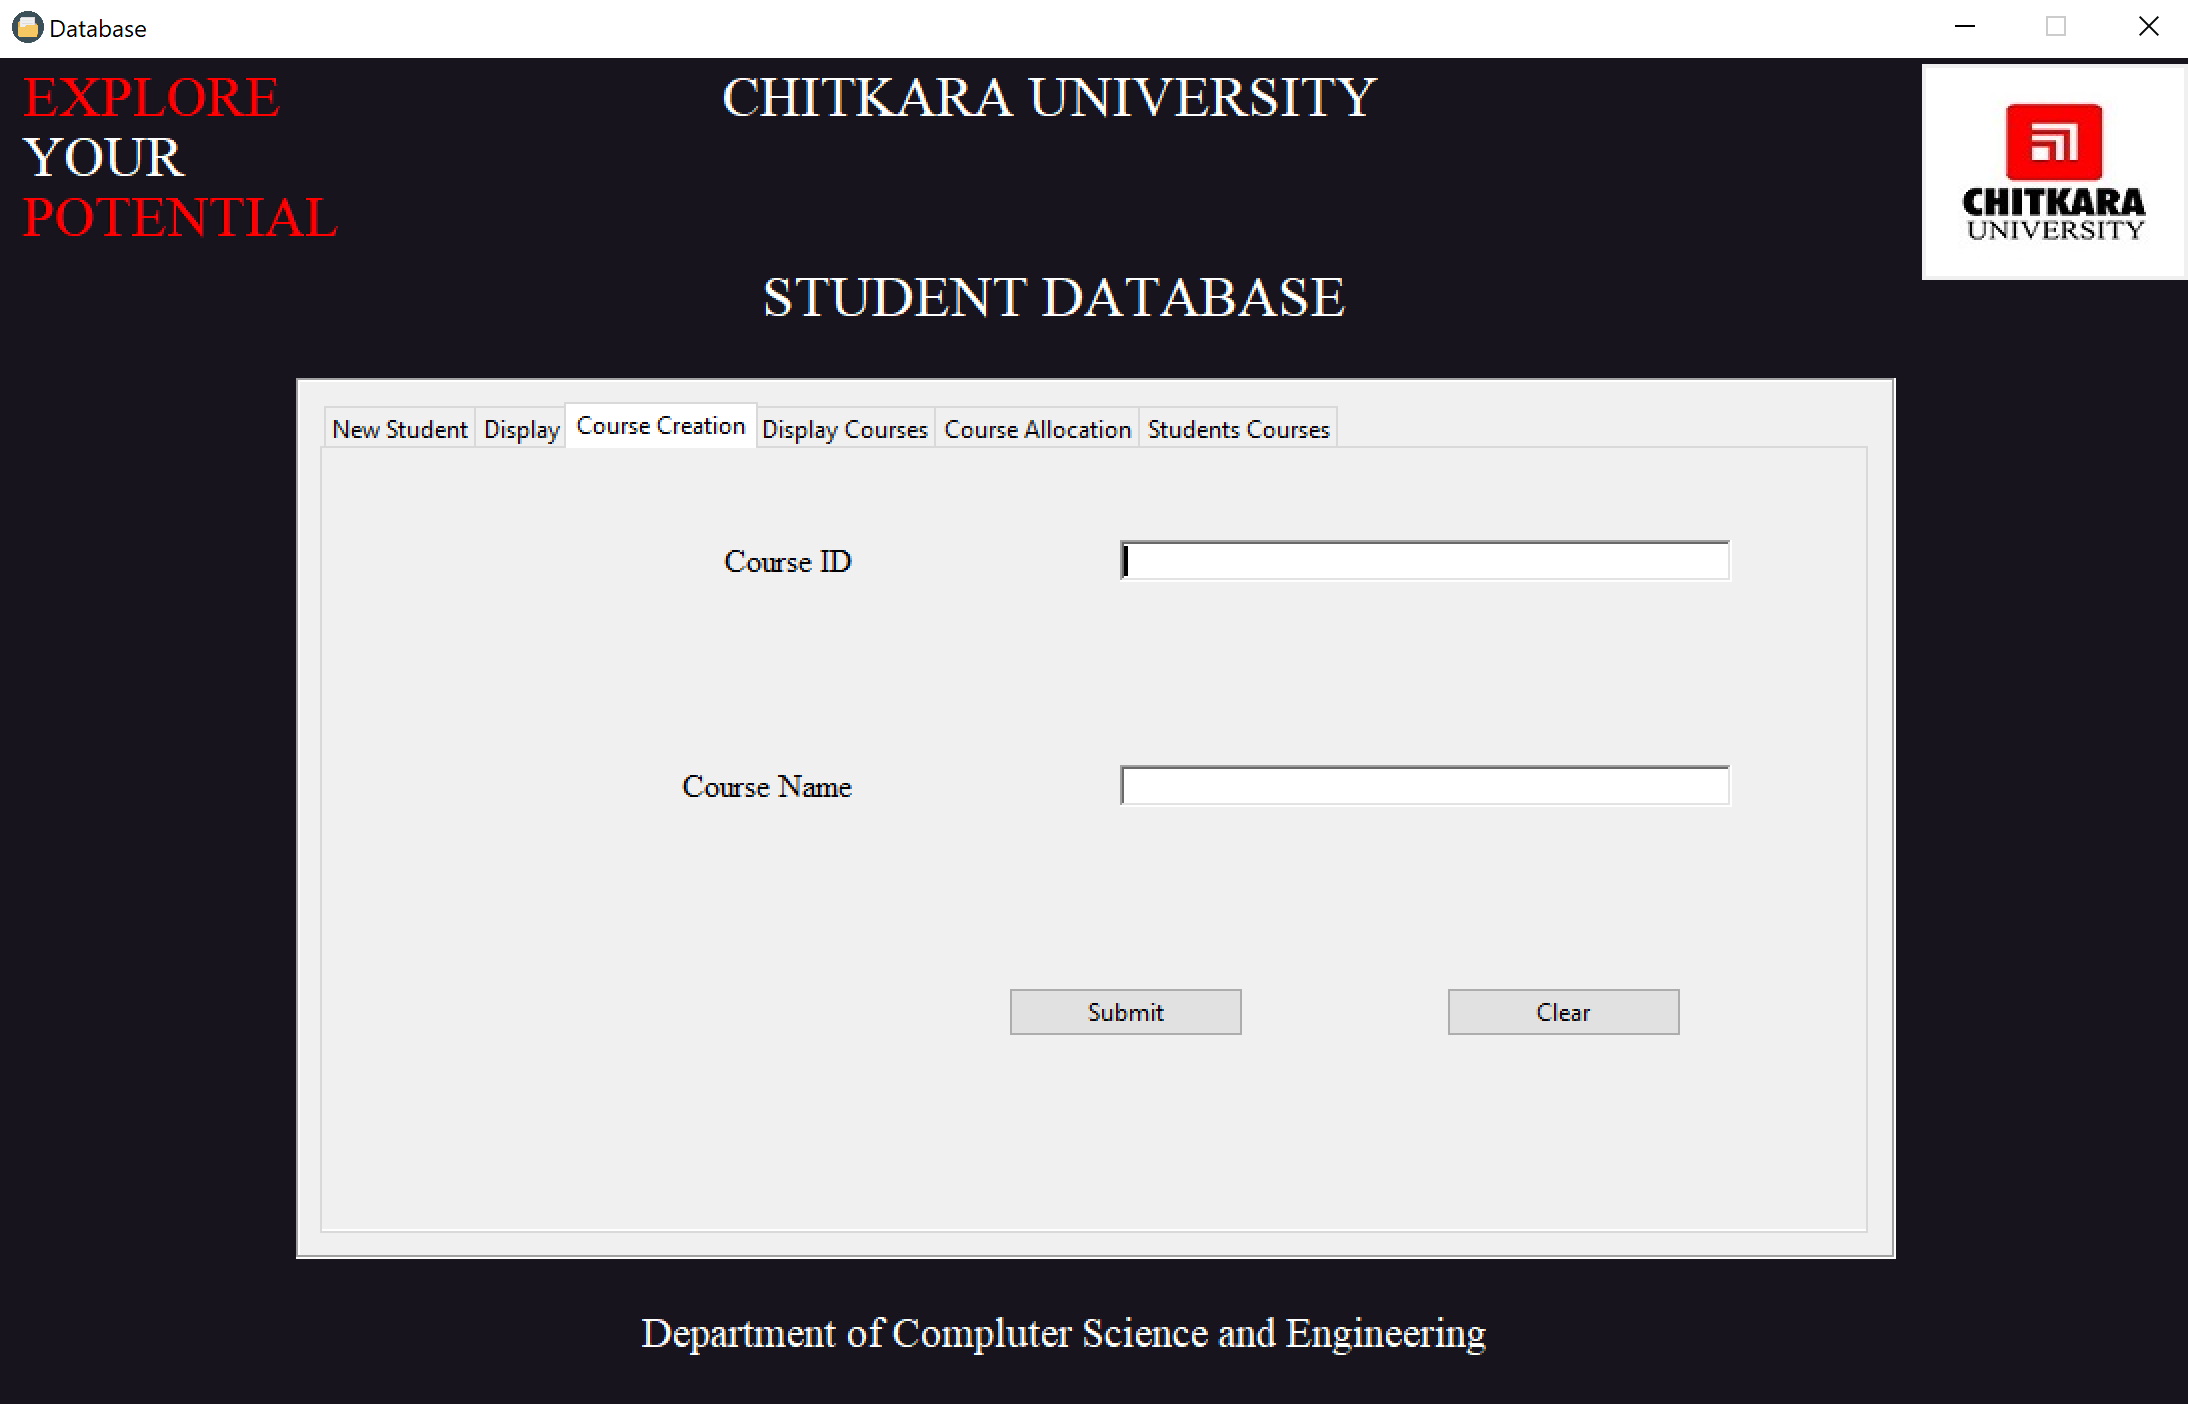 Database
EXPLORE
YOUR
POTENTIAL
CHITKARA UNIVERSITY
CHITKARA
UNIVERSITY
STUDENT DATABASE
New Student Display Course Creation Display Courses Course Allocation Students Courses
Course ID
Course Name
Submit Clear
Department of Compluter Science and Engineering